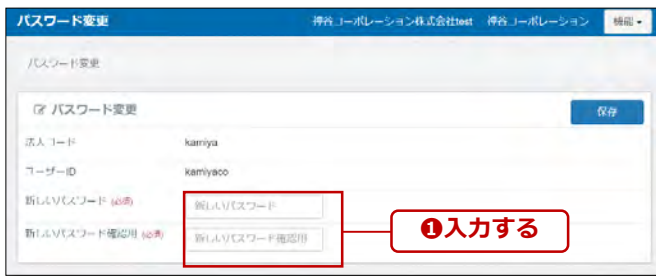 パスワード変更 神谷コーポレーション株式会社test 神谷コーポレーション 機能
パスワード変更
パスワード変更 保存
法人コード kamiya
ユーザーID kamiyaco
新しいパスワード (必須) 新しいパスワード
新しいパスワード確認用 (必須) 新しいパスワード確認用
❶入力する